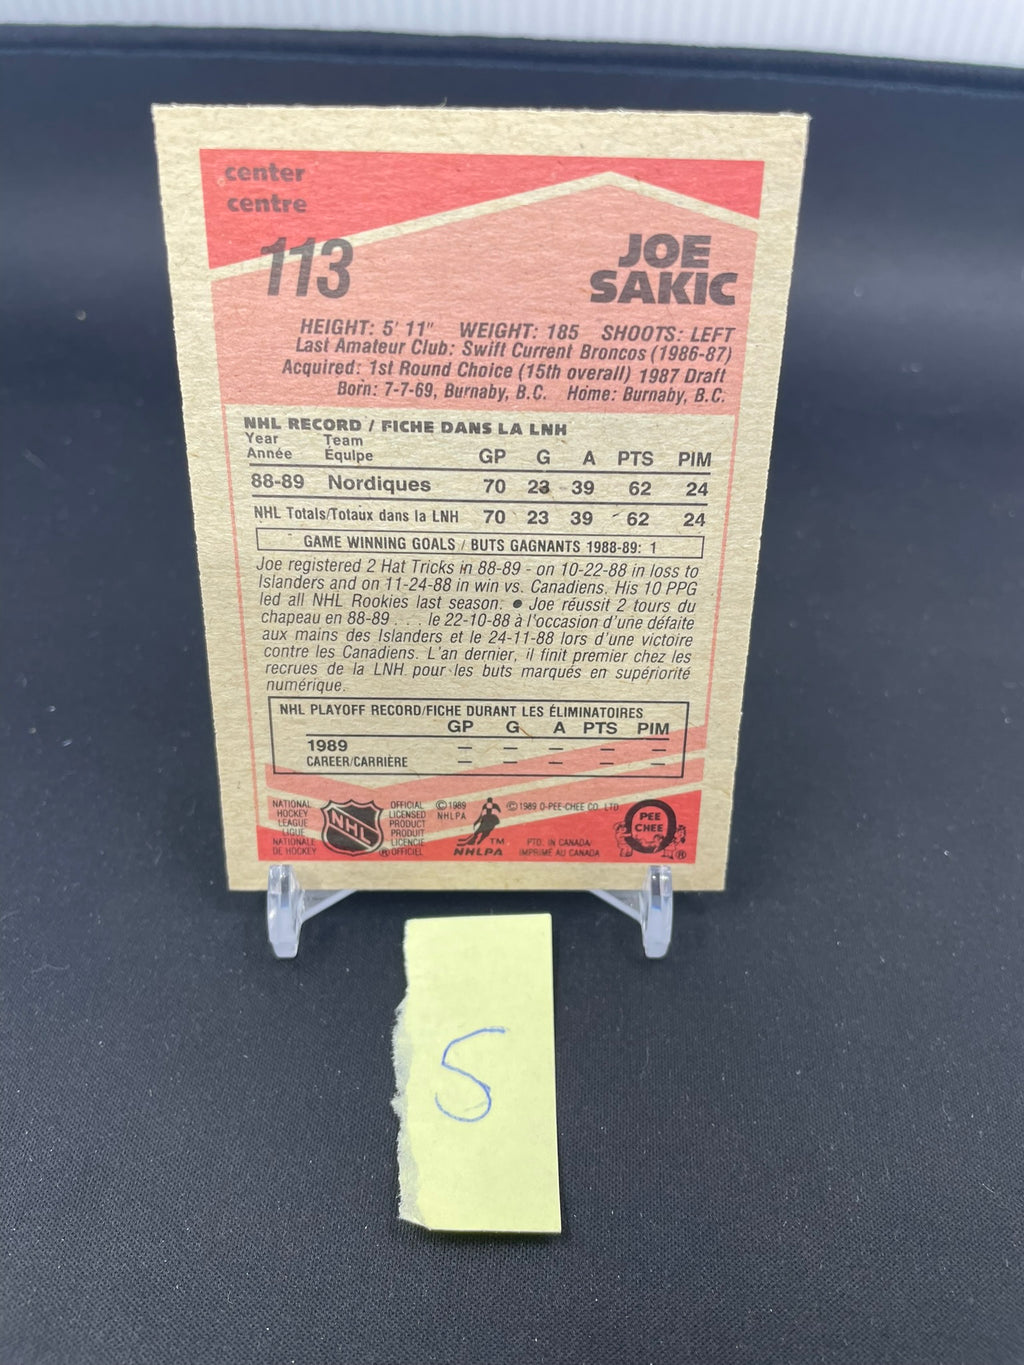 center
centre
113
JOE
SAKIC
HEIGHT: 5' 11" WEIGHT: 185 SHOOTS: LEFT
Last Amateur Club: Swift Current Broncos (1986-87)
Acquired: 1st Round Choice (15th overall) 1987 Draft
Born: 7-7-69, Burnaby, B.C. Home: Burnaby, B.C.
NHL RECORD / FICHE DANS LA LNH
Year Team
Année Équipe GP G A PTS PIM
88-89 Nordiques 70 23 39 62 24
NHL Totals/Totaux dans la LNH 70 23 39 62 24
GAME WINNING GOALS / BUTS GAGNANTS 1988-89: 1
Joe registered 2 Hat Tricks in 88-89 - on 10-22-88 in loss to
Islanders and on 11-24-88 in win vs. Canadiens. His 10 PPG
led all NHL Rookies last season. ● Joe réussit 2 tours du
chapeau en 88-89 . . . le 22-10-88 à l'occasion d'une défaite
aux mains des Islanders et le 24-11-88 lors d'une victoire
contre les Canadiens. L'an dernier, il finit premier chez les
recrues de la LNH pour les buts marqués en supériorité
numérique.
NHL PLAYOFF RECORD/FICHE DURANT LES ÉLIMINATOIRES
GP G A PTS PIM
1989 — — — — —
CAREER/CARRIÈRE — — — — —
NATIONAL
HOCKEY
LEAGUE
LIGUE
NATIONALE
DE HOCKEY
NHL
OFFICIAL
LICENSED
PRODUCT
PRODUIT
LICENCIÉ
® OFFICIEL
©1989
NHLPA
TM
NHLPA
©1989 O-PEE-CHEE CO. LTD.
PTD. IN CANADA/
IMPRIMÉ AU CANADA
PEE
CHEE
®
5